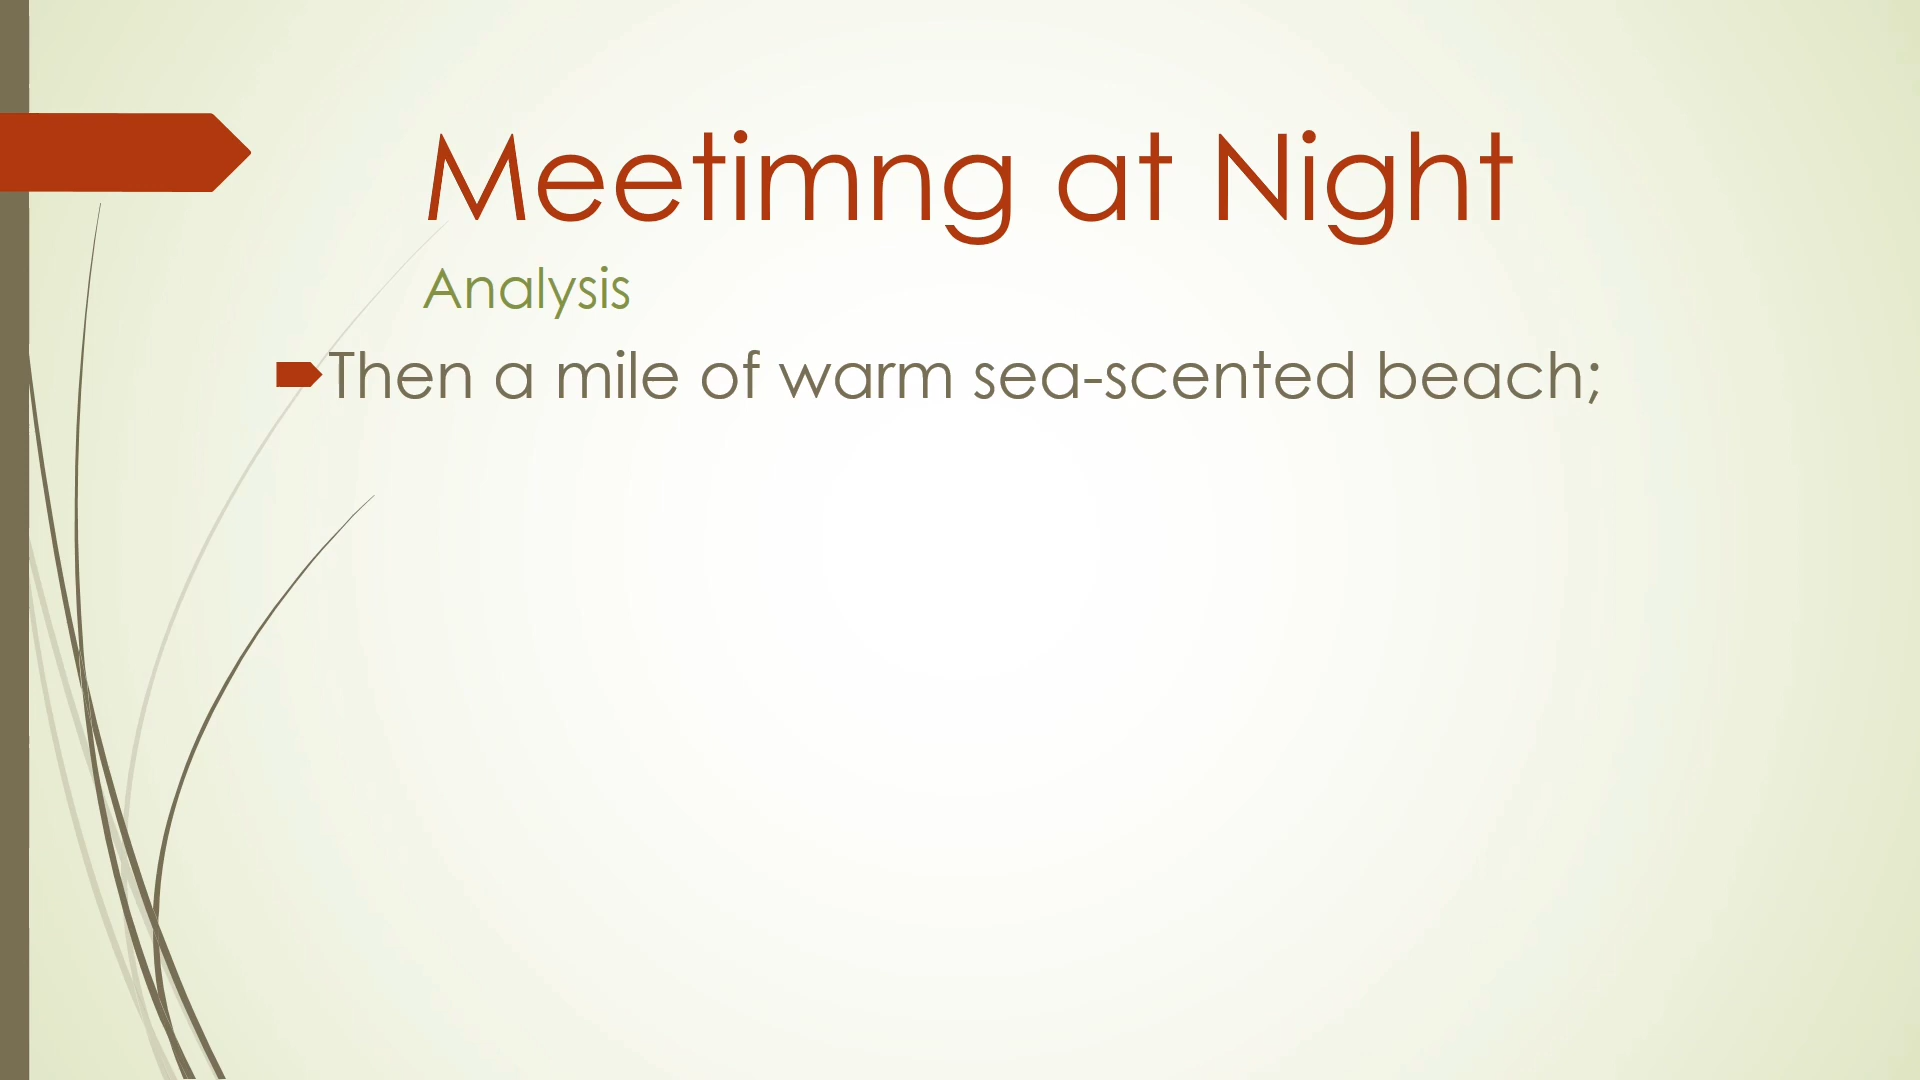 Meetimng at Night
Analysis
Then a mile of warm sea-scented beach;